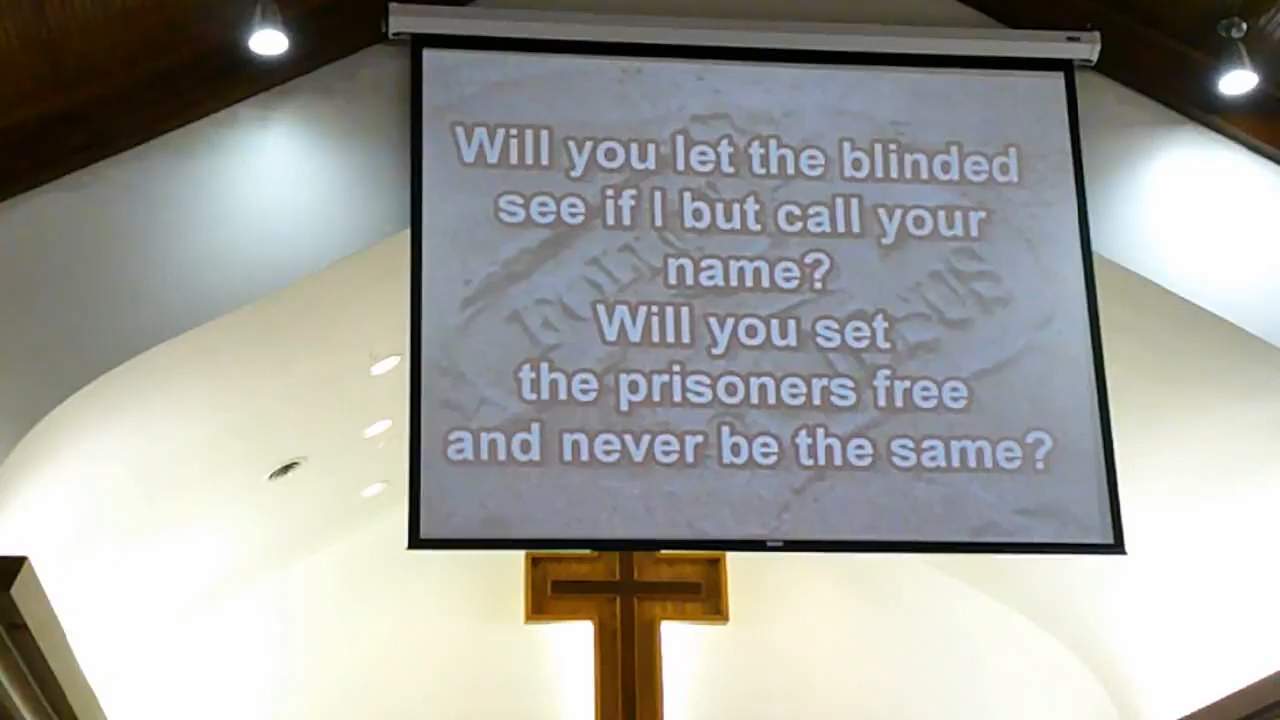 Will you let the blinded
see if I but call your
name?
Will you set
the prisoners free
and never be the same?